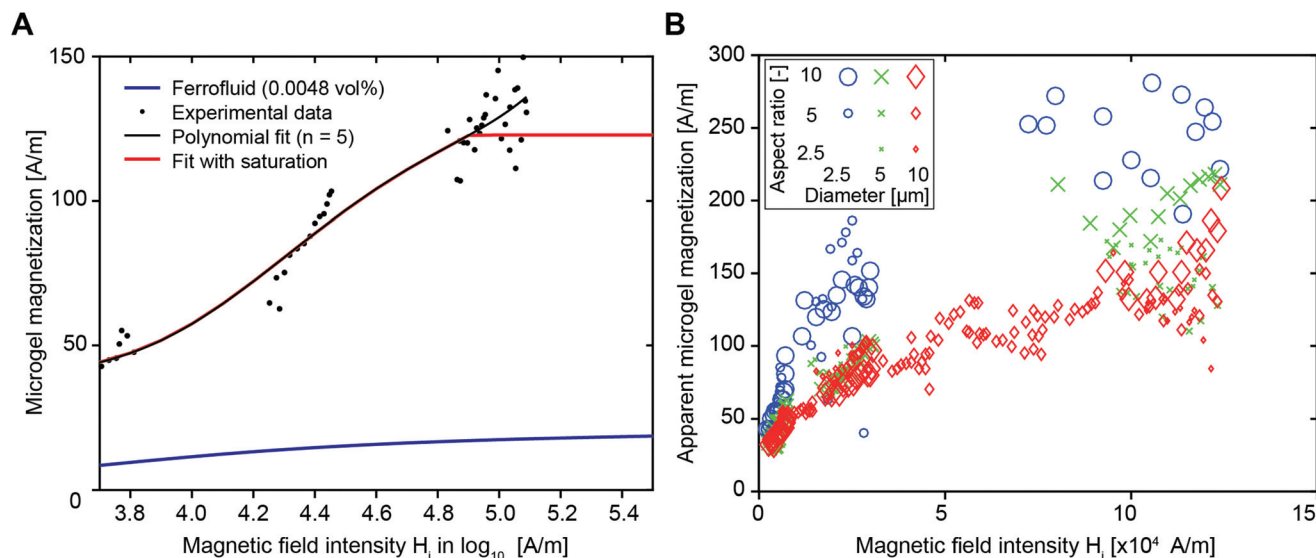 A
Microgel magnetization [A/m]
150
100
50
0
Ferrofluid (0.0048 vol%)
Experimental data
Polynomial fit (n = 5)
Fit with saturation
3.8 4.0 4.2 4.4 4.6 4.8 5.0 5.2 5.4
Magnetic field intensity Hi in log10 [A/m]
B
Apparent microgel magnetization [A/m]
300
250
200
150
100
50
0
Aspect ratio [-]
10
5
2.5
2.5 5 10
Diameter [µm]
0 5 10 15
Magnetic field intensity Hi [x10⁴ A/m]